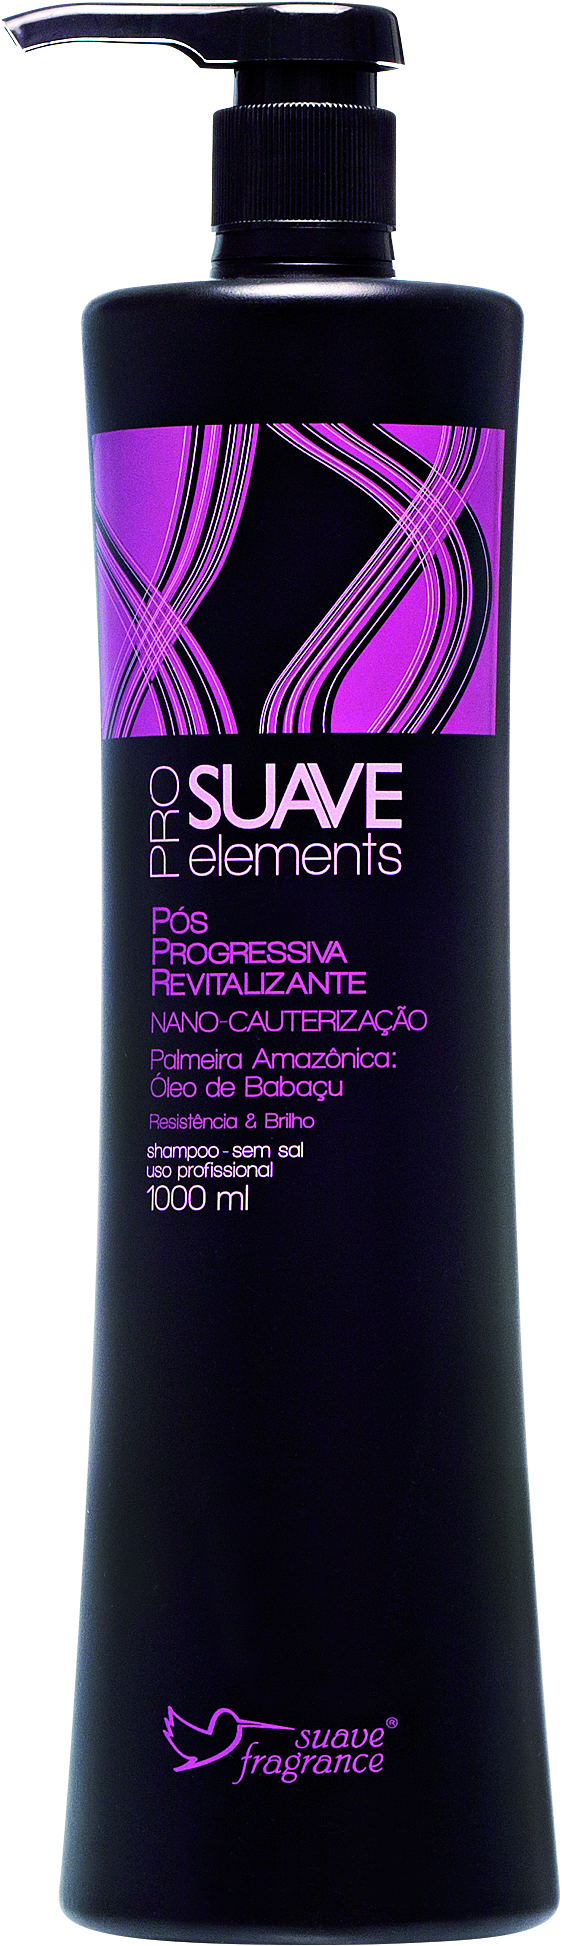 PRO
SUAVE
elements
PÓS
PROGRESSIVA
REVITALIZANTE
NANO-CAUTERIZAÇÃO
Palmeira Amazônica:
Óleo de Babaçu
Resistência & Brilho
shampoo - sem sal
uso profissional
1000 ml
suave®
fragrance